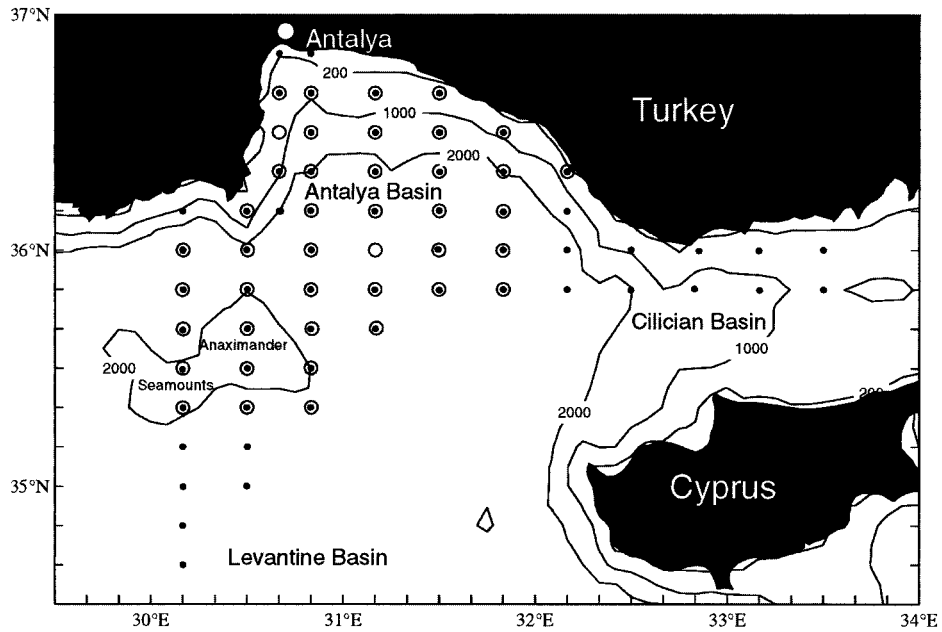 37°N
Antalya
200
Turkey
1000
2000
Antalya Basin
36°N
Cilician Basin
Anaximander
1000
2000
Seamounts
200
2000
Cyprus
35°N
Levantine Basin
30°E
31°E
32°E
33°E
34°E